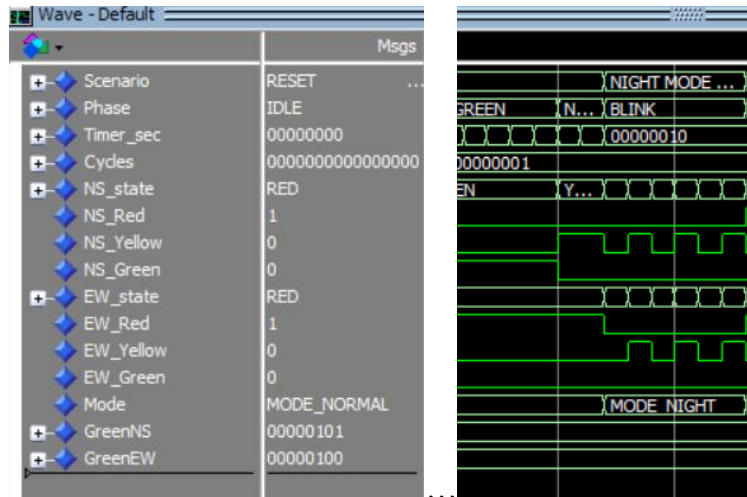 Wave - Default
Msgs
Scenario RESET ... NIGHT MODE ...
Phase IDLE GREEN N... BLINK
Timer_sec 00000000 00000010
Cycles 0000000000000000 00000001
NS_state RED EN Y...
NS_Red 1
NS_Yellow 0
NS_Green 0
EW_state RED
EW_Red 1
EW_Yellow 0
EW_Green 0
Mode MODE_NORMAL MODE_NIGHT
GreenNS 00000101
GreenEW 00000100
...